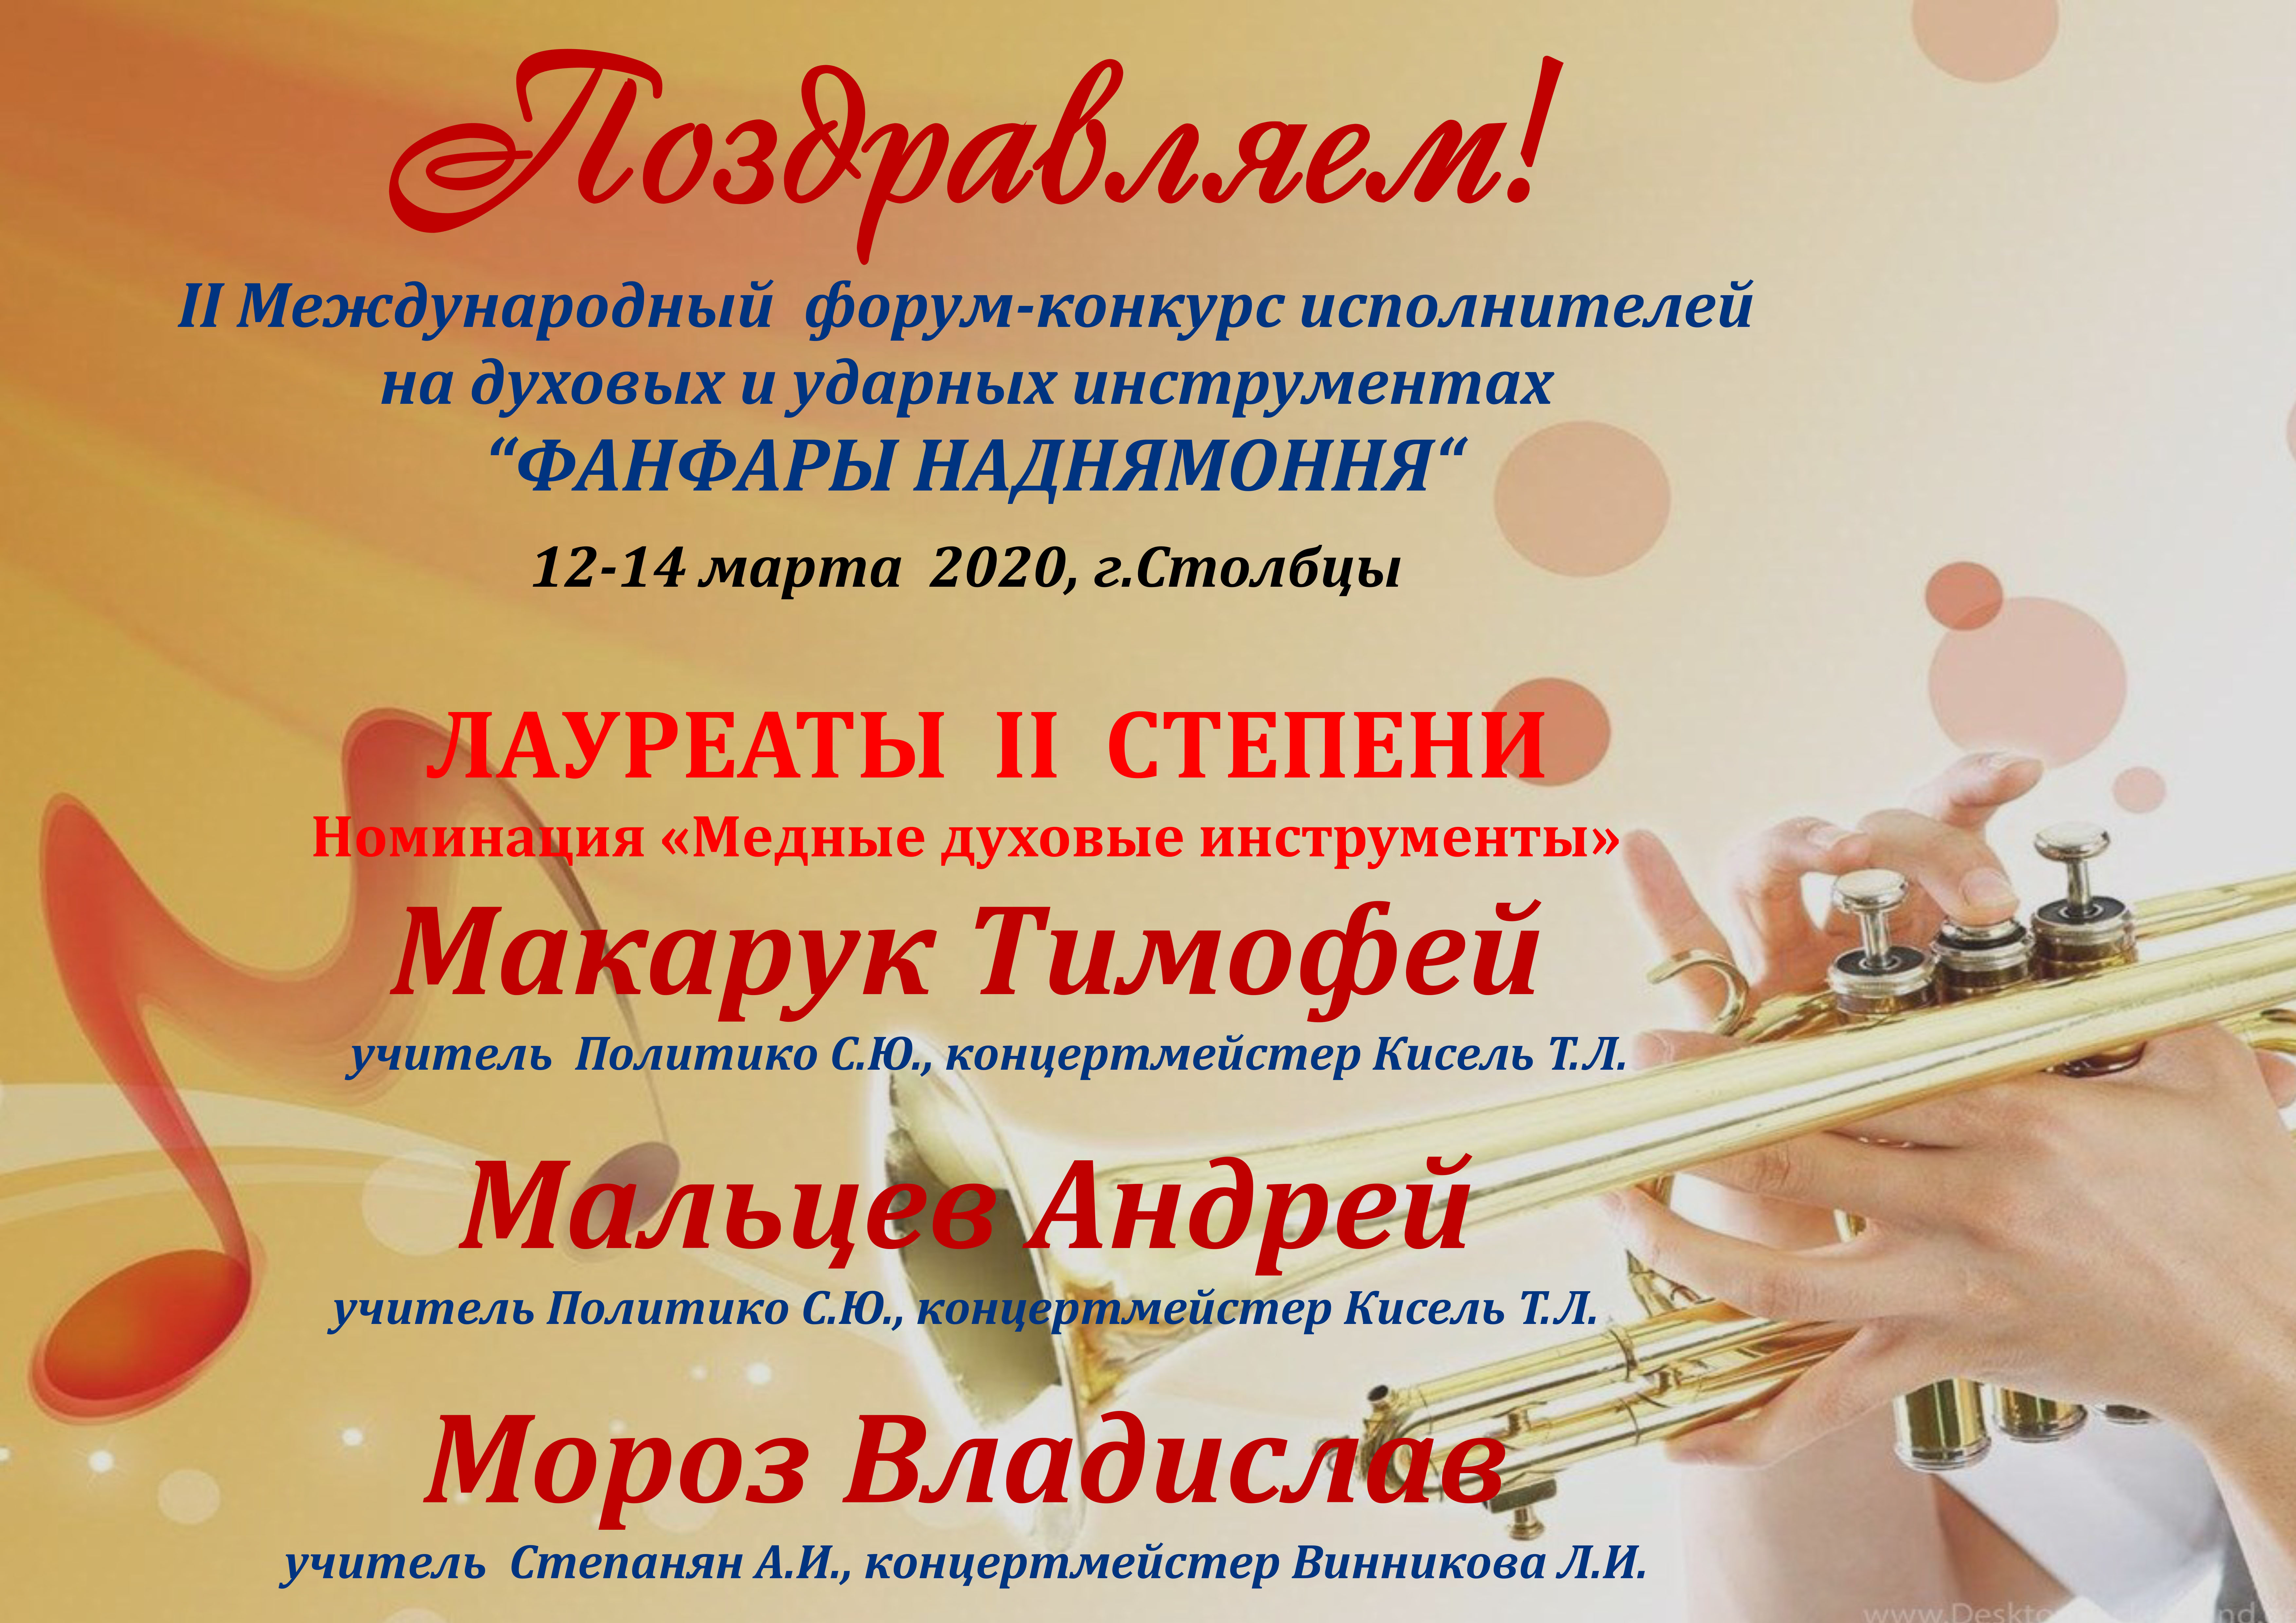 Поздравляем!
II Международный форум-конкурс исполнителей
на духовых и ударных инструментах
“ФАНФАРЫ НАДНЯМОННЯ“
12-14 марта 2020, г.Столбцы
ЛАУРЕАТЫ II СТЕПЕНИ
Номинация «Медные духовые инструменты»
Макарук Тимофей
учитель Политико С.Ю., концертмейстер Кисель Т.Л.
Мальцев Андрей
учитель Политико С.Ю., концертмейстер Кисель Т.Л.
Мороз Владислав
учитель Степанян А.И., концертмейстер Винникова Л.И.